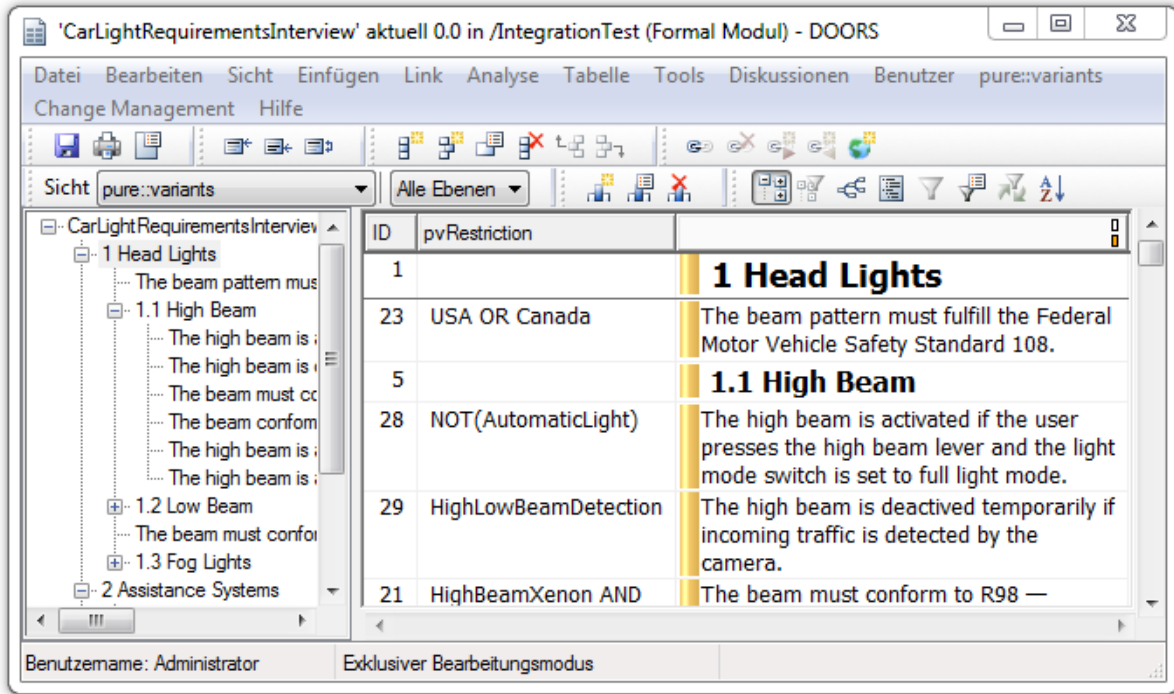 'CarLightRequirementsInterview' aktuell 0.0 in /IntegrationTest (Formal Modul) - DOORS
Datei Bearbeiten Sicht Einfügen Link Analyse Tabelle Tools Diskussionen Benutzer pure::variants
Change Management Hilfe
Sicht pure::variants Alle Ebenen
CarLightRequirementsInterview
1 Head Lights
The beam pattern mus
1.1 High Beam
The high beam is
The high beam is
The beam must co
The beam conform
The high beam is
The high beam is
1.2 Low Beam
The beam must confor
1.3 Fog Lights
2 Assistance Systems
ID pvRestriction
1 1 Head Lights
23 USA OR Canada The beam pattern must fulfill the Federal
Motor Vehicle Safety Standard 108.
5 1.1 High Beam
28 NOT(AutomaticLight) The high beam is activated if the user
presses the high beam lever and the light
mode switch is set to full light mode.
29 HighLowBeamDetection The high beam is deactived temporarily if
incoming traffic is detected by the
camera.
21 HighBeamXenon AND The beam must conform to R98 —
Benutzername: Administrator Exklusiver Bearbeitungsmodus